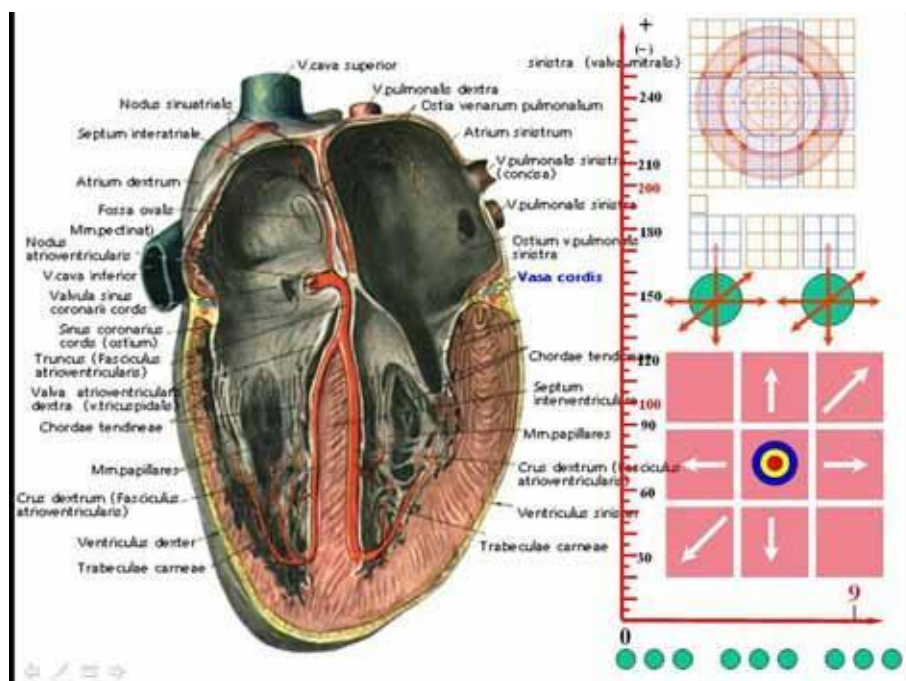 V.cava superior
Nodus sinuatrialis
Septum interatriale
Atrium dextrum
Fossa ovalis
Mm.pectinati
Nodus
atrioventricularis
V.cava inferior
Valvula sinus
coronarii cordis
Sinus coronarius
cords (ostium)
Truncus (Fasciculus
atrioventricularis)
Valva atrioventricularis
dextra (v.tricuspidalis)
Chordae tendineae
Mm.papillares
Crus dextrum (Fasciculus
atrioventricularis)
Ventriculus dexter
Trabeculae carneae
sinistra (valva mitralis)
V.pulmonalis dextra
Ostia venarum pulmonalium
Atrium sinistrum
V.pulmonalis sinistra
(concisa)
V.pulmonalis sinistra
Ostium v.pulmonalis
sinistra
Vasa cordis
Chordae tendineae
Septum
interventriculare
Mm.papillares
Crus dextrum (Fasciculus
atrioventricularis)
Ventriculus sinister
Trabeculae carneae
+
(–)
240
210
200
180
150
120
100
90
60
30
0
9